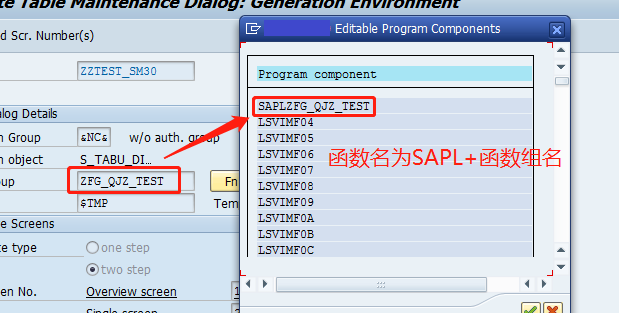 te Table Maintenance Dialog: Generation Environment
d Scr. Number(s)
ZZTEST_SM30
alog Details
n Group &NC& w/o auth. group
n object S_TABU_DI...
oup ZFG_QJZ_TEST Fn
$TMP Tem
e Screens
te type one step
two step
en No. Overview screen 1
Single screen
Editable Program Components
Program component
SAPLZFG_QJZ_TEST
LSVIMF04
LSVIMF05
LSVIMF06
LSVIMF07
LSVIMF08
LSVIMF09
LSVIMF0A
LSVIMF0B
LSVIMF0C
函数名为SAPL+函数组名